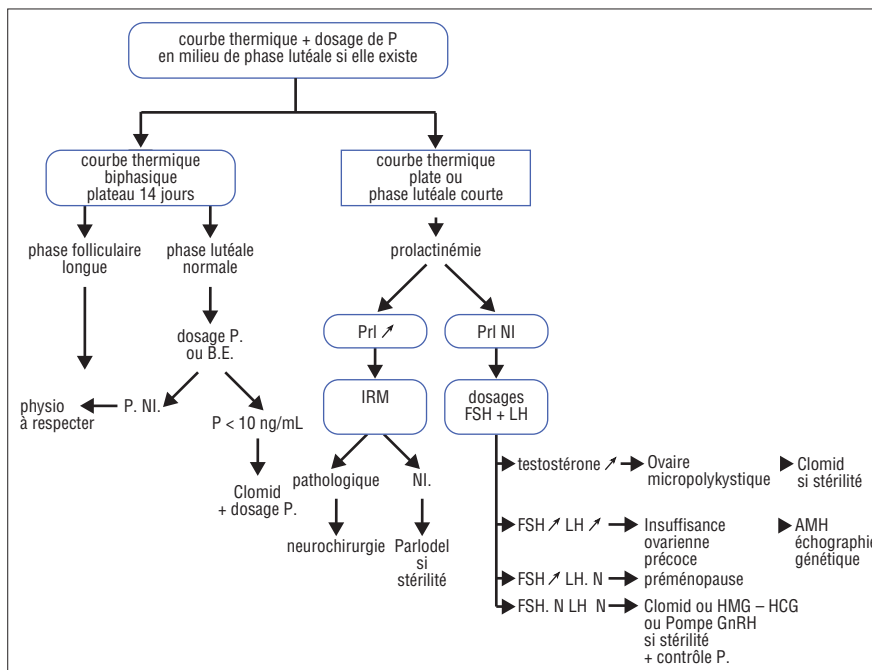 courbe thermique + dosage de P
en milieu de phase lutéale si elle existe
courbe thermique
biphasique
plateau 14 jours
courbe thermique
plate ou
phase lutéale courte
phase folliculaire
longue
phase lutéale
normale
prolactinémie
dosage P.
ou B.E.
Prl ↗
Prl Nl
physio
à respecter
P. Nl.
P < 10 ng/mL
IRM
dosages
FSH + LH
Clomid
+ dosage P.
pathologique
Nl.
neurochirurgie
Parlodel
si
stérilité
testostérone ↗
Ovaire
micropolykystique
Clomid
si stérilité
FSH ↗ LH ↗
Insuffisance
ovarienne
précoce
AMH
échographie
génétique
FSH ↗ LH. N
préménopause
FSH. N LH N
Clomid ou HMG – HCG
ou Pompe GnRH
si stérilité
+ contrôle P.